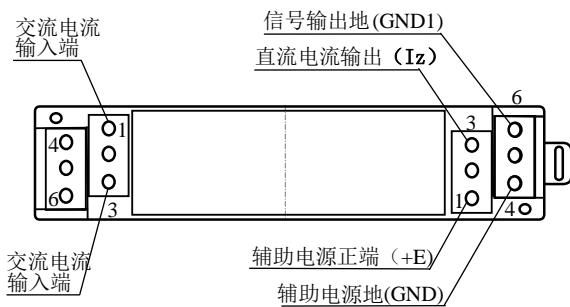 交流电流
输入端
信号输出地(GND1)
直流电流输出（Iz）
6
3
1
4
6
3
1
4
交流电流
输入端
辅助电源正端（+E）
辅助电源地(GND)